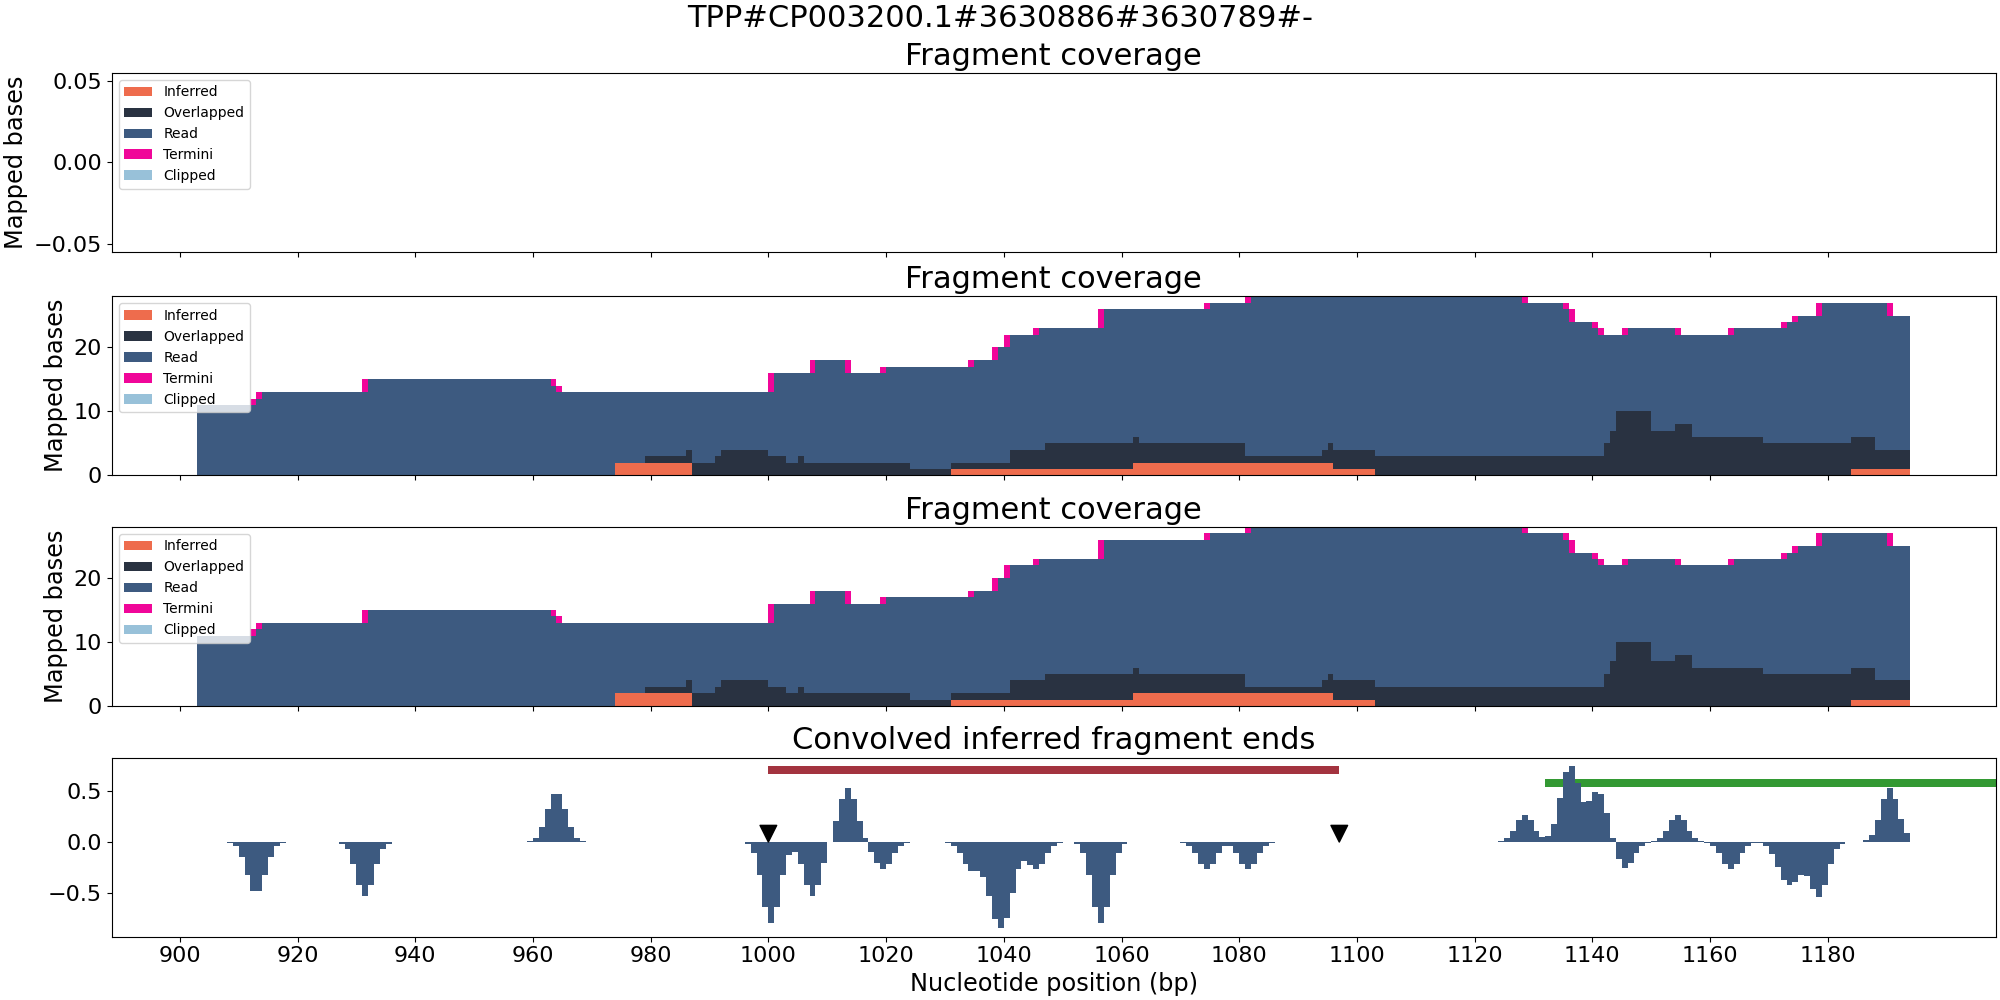 TPP#CP003200.1#3630886#3630789#-
Fragment coverage
Mapped bases
0.05
0.00
−0.05
Inferred
Overlapped
Read
Termini
Clipped
Fragment coverage
Mapped bases
20
10
0
Inferred
Overlapped
Read
Termini
Clipped
Fragment coverage
Mapped bases
20
10
0
Inferred
Overlapped
Read
Termini
Clipped
Convolved inferred fragment ends
0.5
0.0
−0.5
900 920 940 960 980 1000 1020 1040 1060 1080 1100 1120 1140 1160 1180
Nucleotide position (bp)